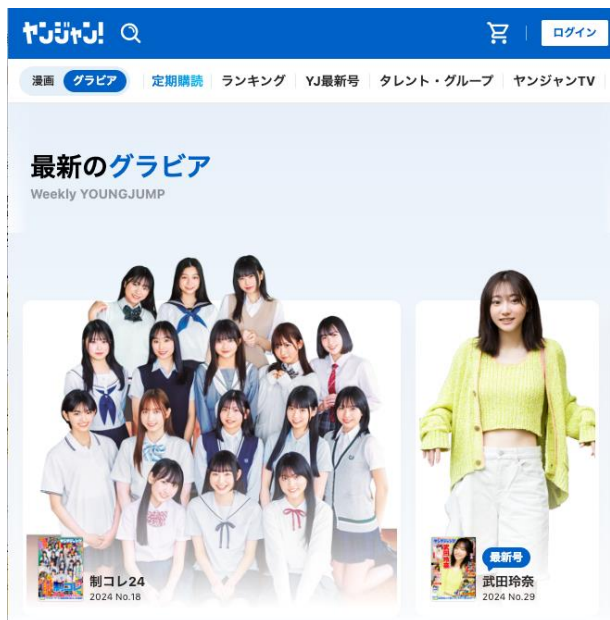 ヤンジャン!
ログイン
漫画 グラビア 定期購読 ランキング YJ最新号 タレント・グループ ヤンジャンTV
最新のグラビア
Weekly YOUNGJUMP
制コレ24
2024 No.18
最新号
武田玲奈
2024 No.29